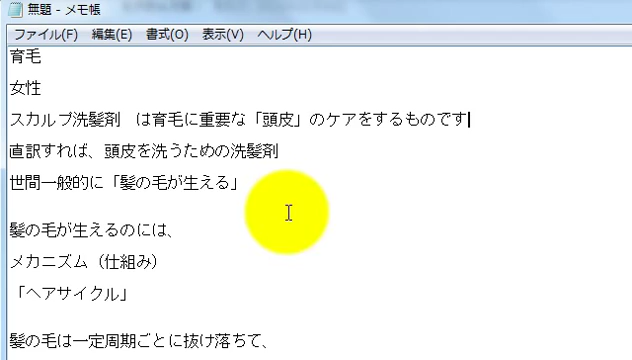 無題 - メモ帳
ファイル(F) 編集(E) 書式(O) 表示(V) ヘルプ(H)
育毛
女性
スカルプ洗髪剤　は育毛に重要な「頭皮」のケアをするものです
直訳すれば、頭皮を洗うための洗髪剤
世間一般的に「髪の毛が生える」
髪の毛が生えるのには、
メカニズム（仕組み）
「ヘアサイクル」
髪の毛は一定周期ごとに抜け落ちて、